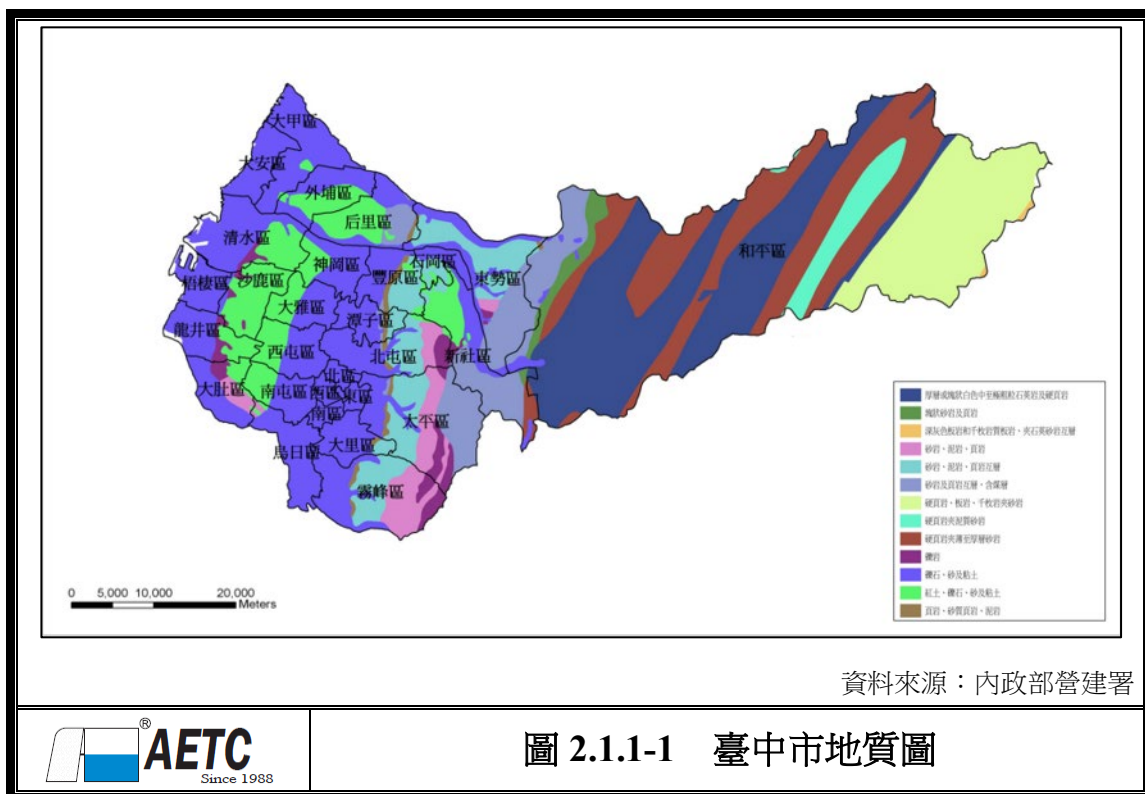 大甲區
大安區
外埔區
后里區
清水區
神岡區
石岡區
豐原區
東勢區
和平區
梧棲區
沙鹿區
大雅區
潭子區
龍井區
西屯區
北屯區
新社區
北區
大肚區
南屯區
西區
東區
南區
太平區
烏日區
大里區
霧峰區
厚層或塊狀白色中至極粗粒石英岩及硬頁岩
塊狀砂岩及頁岩
深灰色板岩和千枚岩質板岩、夾石英砂岩互層
砂岩、泥岩、頁岩
砂岩、泥岩、頁岩互層
砂岩及頁岩互層、含煤層
硬頁岩、板岩、千枚岩夾砂岩
硬頁岩夾泥質砂岩
硬頁岩夾薄至厚層砂岩
礫岩
礫石、砂及粘土
紅土、礫石、砂及粘土
頁岩、砂質頁岩、泥岩
0 5,000 10,000 20,000
Meters
資料來源：內政部營建署
® AETC
Since 1988
圖 2.1.1-1 臺中市地質圖